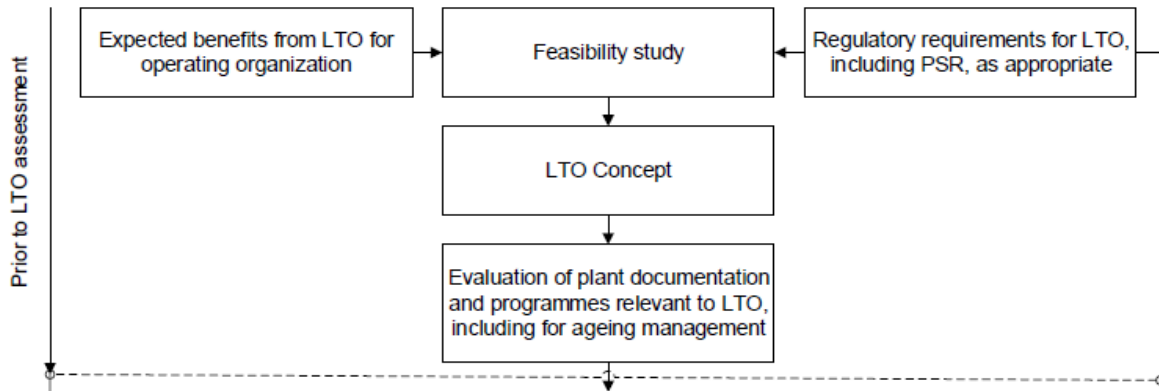 Prior to LTO assessment
Expected benefits from LTO for
operating organization
Feasibility study
Regulatory requirements for LTO,
including PSR, as appropriate
LTO Concept
Evaluation of plant documentation
and programmes relevant to LTO,
including for ageing management